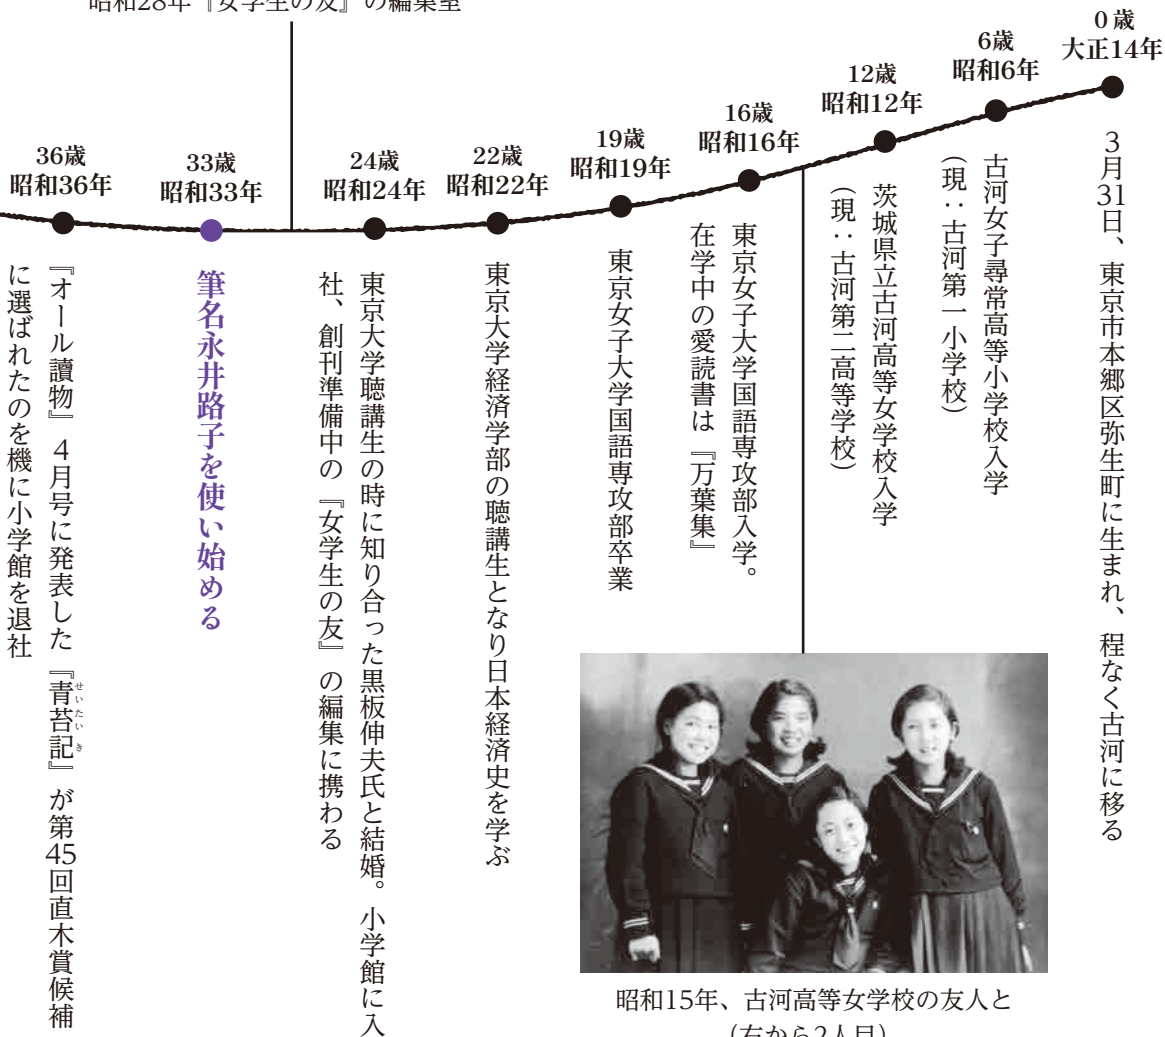 昭和28年『女学生の友』の編集室
0歳
大正14年
3月31日、東京市本郷区弥生町に生まれ、程なく古河に移る
6歳
昭和6年
古河女子尋常高等小学校入学
(現：古河第一小学校)
12歳
昭和12年
茨城県立古河高等女学校入学
(現：古河第二高等学校)
16歳
昭和16年
東京女子大学国語専攻部入学。
在学中の愛読書は『万葉集』
19歳
昭和19年
東京女子大学国語専攻部卒業
22歳
昭和22年
東京大学経済学部の聴講生となり日本経済史を学ぶ
24歳
昭和24年
東京大学聴講生の時に知り合った黒板伸夫氏と結婚。小学館に入
社、創刊準備中の『女学生の友』の編集に携わる
33歳
昭和33年
筆名永井路子を使い始める
36歳
昭和36年
『オール讀物』4月号に発表した『青苔記』が第45回直木賞候補
せいたいき
に選ばれたのを機に小学館を退社
昭和15年、古河高等女学校の友人と
(右から2人目)